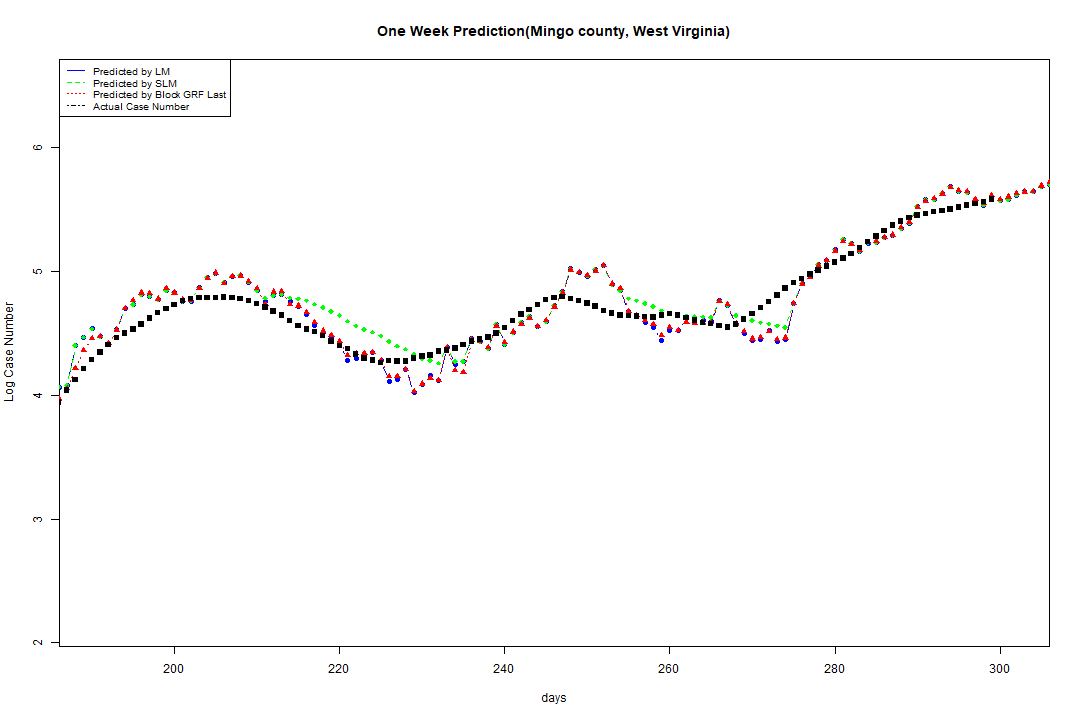 One Week Prediction(Mingo county, West Virginia)
Predicted by LM
Predicted by SLM
Predicted by Block GRF Last
Actual Case Number
6
5
4
3
2
Log Case Number
200 220 240 260 280 300
days